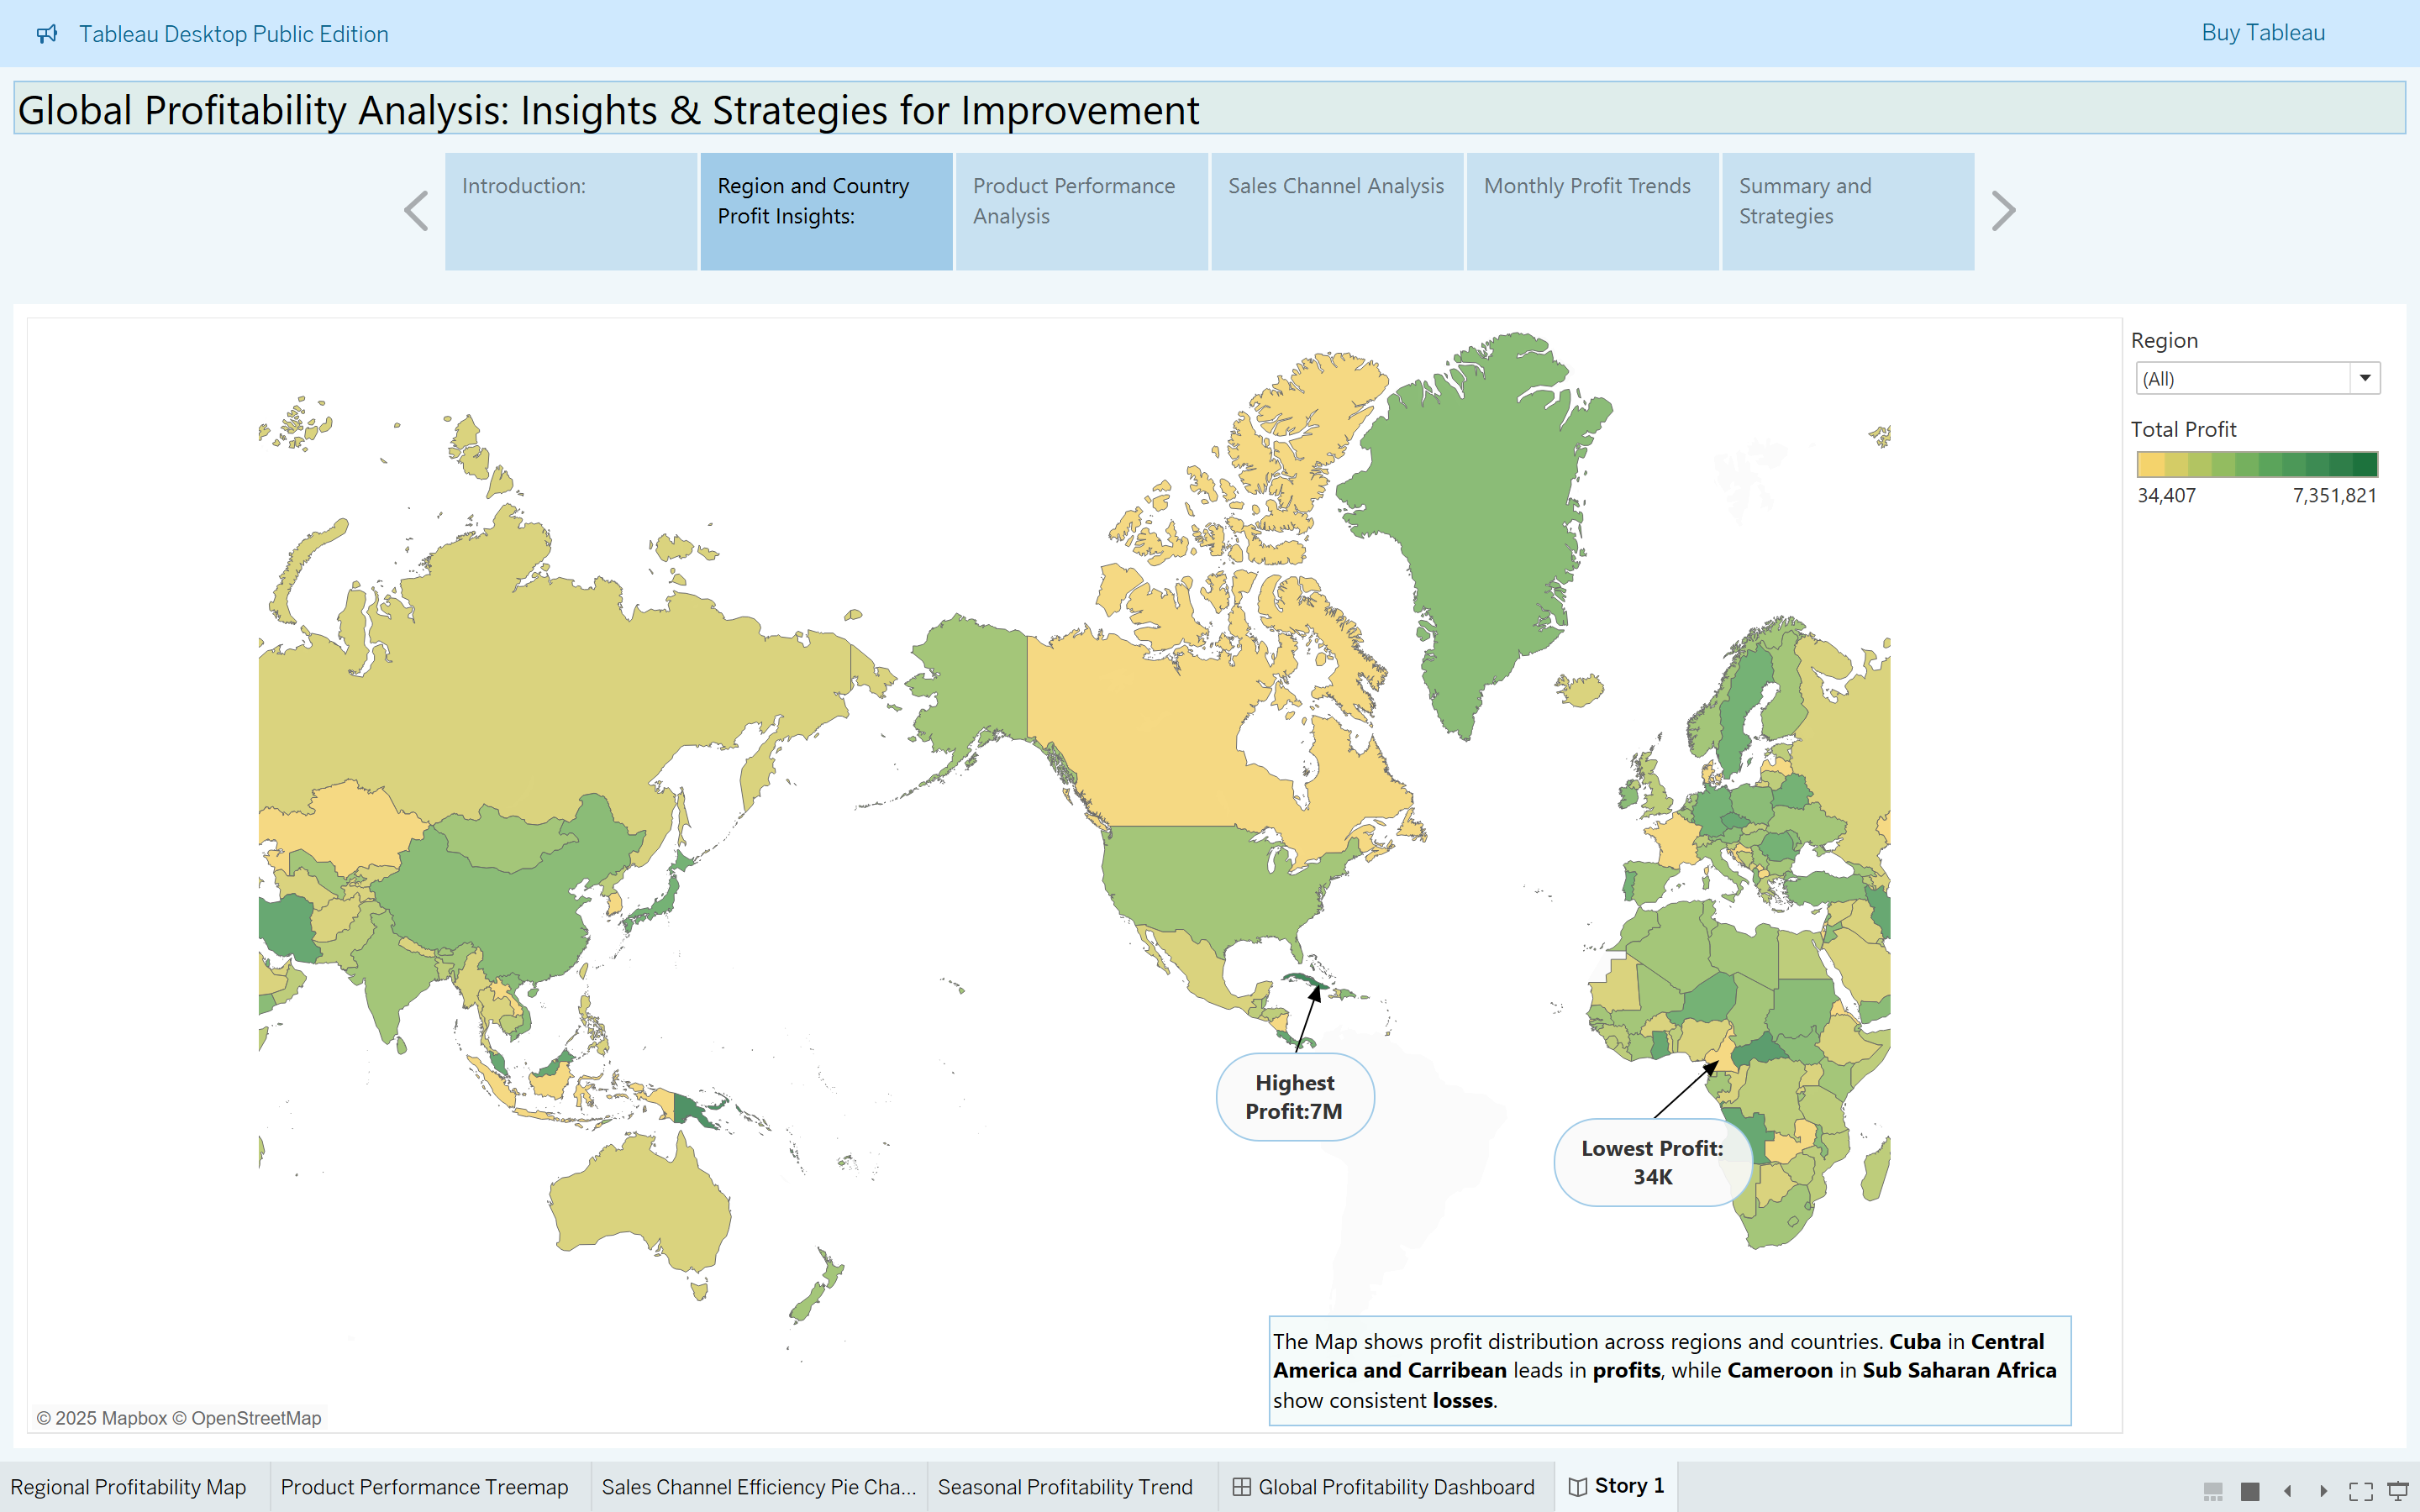 Tableau Desktop Public Edition
Buy Tableau
Global Profitability Analysis: Insights & Strategies for Improvement
Introduction:
Region and Country
Profit Insights:
Product Performance
Analysis
Sales Channel Analysis
Monthly Profit Trends
Summary and
Strategies
Region
(All)
Total Profit
34,407
7,351,821
Highest
Profit:7M
Lowest Profit:
34K
The Map shows profit distribution across regions and countries. Cuba in Central
America and Carribean leads in profits, while Cameroon in Sub Saharan Africa
show consistent losses.
© 2025 Mapbox © OpenStreetMap
Regional Profitability Map
Product Performance Treemap
Sales Channel Efficiency Pie Cha...
Seasonal Profitability Trend
Global Profitability Dashboard
Story 1